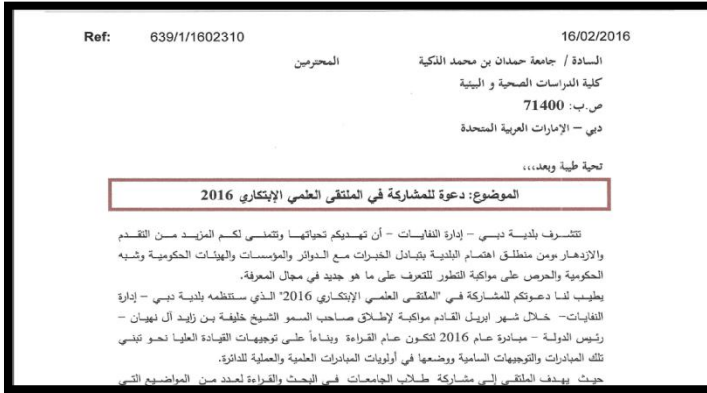 Ref: 639/1/1602310 16/02/2016
السادة / جامعة حمدان بن محمد الذكية المحترمين
كلية الدراسات الصحية و البيئية
ص.ب: 71400
دبي – الإمارات العربية المتحدة
تحية طيبة وبعد،،،
الموضوع: دعوة للمشاركة في الملتقى العلمي الإبتكاري 2016
تتشرف بلدية دبي – إدارة النفايات – أن تهديكم تحياتها وتتمنى لكم المزيد من التقدم
والازدهار ،ومن منطلق اهتمام البلدية بتبادل الخبرات مع الدوائر والمؤسسات والهيئات الحكومية وشبه
الحكومية والحرص على مواكبة التطور للتعرف على ما هو جديد في مجال المعرفة.
يطيب لنا دعوتكم للمشاركة في "الملتقى العلمي الإبتكاري 2016" الذي ستنظمه بلدية دبي – إدارة
النفايات– خلال شهر ابريل القادم مواكبة لإطلاق صاحب السمو الشيخ خليفة بن زايد آل نهيان –
رئيس الدولة – مبادرة عام 2016 لتكون عام القراءة وبناءاً على توجيهات القيادة العليا نحو تبني
تلك المبادرات والتوجيهات السامية ووضعها في أولويات المبادرات العلمية والعملية للدائرة.
حيث يهدف الملتقى إلى مشاركة طلاب الجامعات في البحث والقراءة لعدد من المواضيع التي